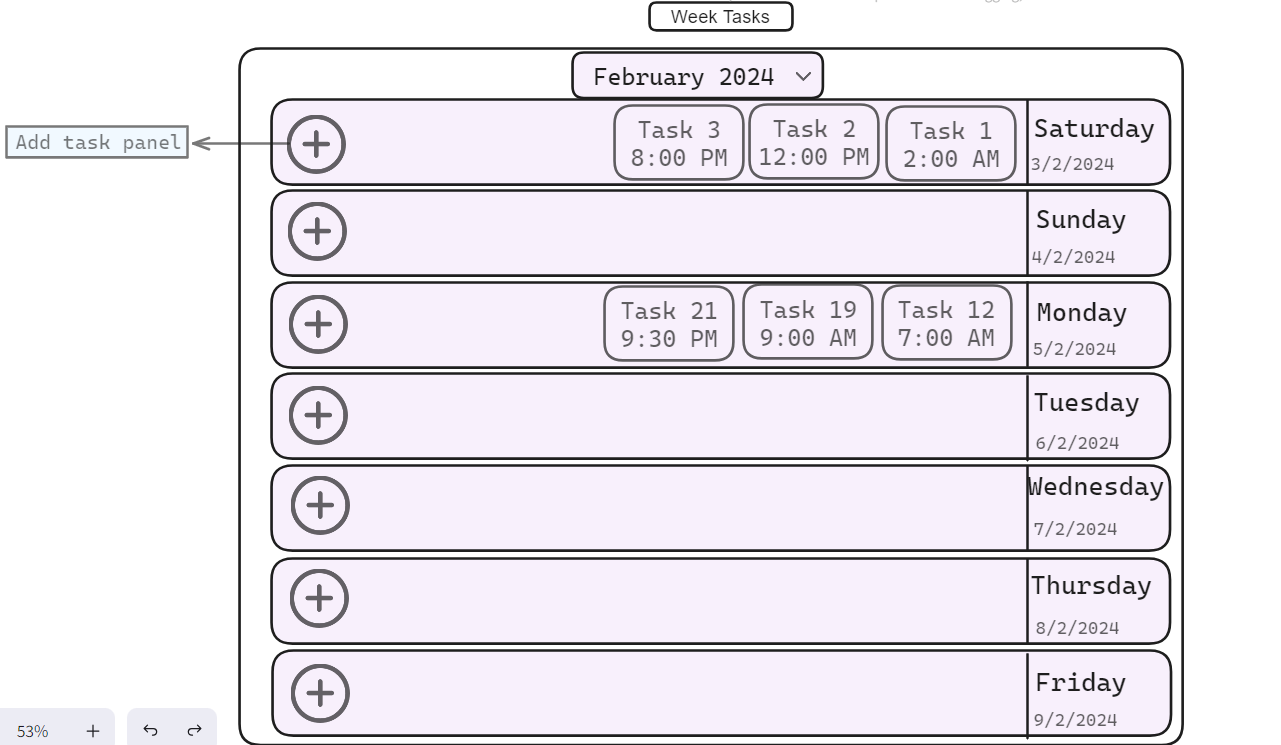 Week Tasks
February 2024
Add task panel
Task 3
8:00 PM
Task 2
12:00 PM
Task 1
2:00 AM
Saturday
3/2/2024
Sunday
4/2/2024
Task 21
9:30 PM
Task 19
9:00 AM
Task 12
7:00 AM
Monday
5/2/2024
Tuesday
6/2/2024
Wednesday
7/2/2024
Thursday
8/2/2024
Friday
9/2/2024
53%